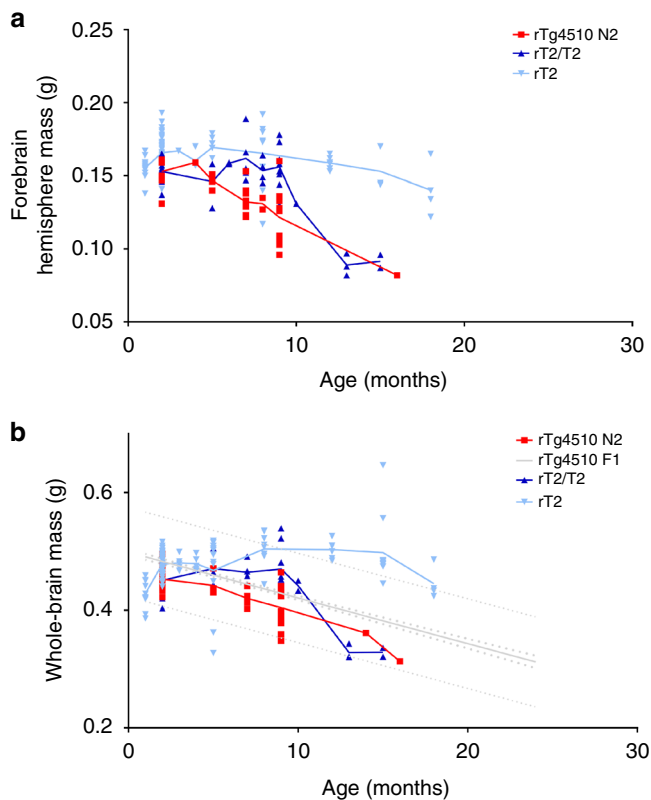 a
0.25
0.20
0.15
0.10
0.05
Forebrain
hemisphere mass (g)
rTg4510 N2
rT2/T2
rT2
0
10
20
30
Age (months)
b
0.6
0.4
0.2
Whole-brain mass (g)
rTg4510 N2
rTg4510 F1
rT2/T2
rT2
0
10
20
30
Age (months)